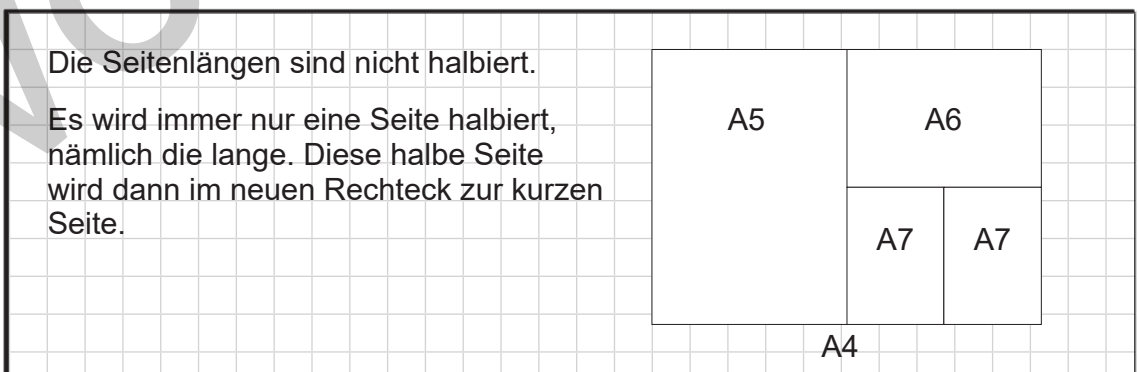 Die Seitenlängen sind nicht halbiert.
Es wird immer nur eine Seite halbiert,
nämlich die lange. Diese halbe Seite
wird dann im neuen Rechteck zur kurzen
Seite.
A5
A6
A7
A7
A4